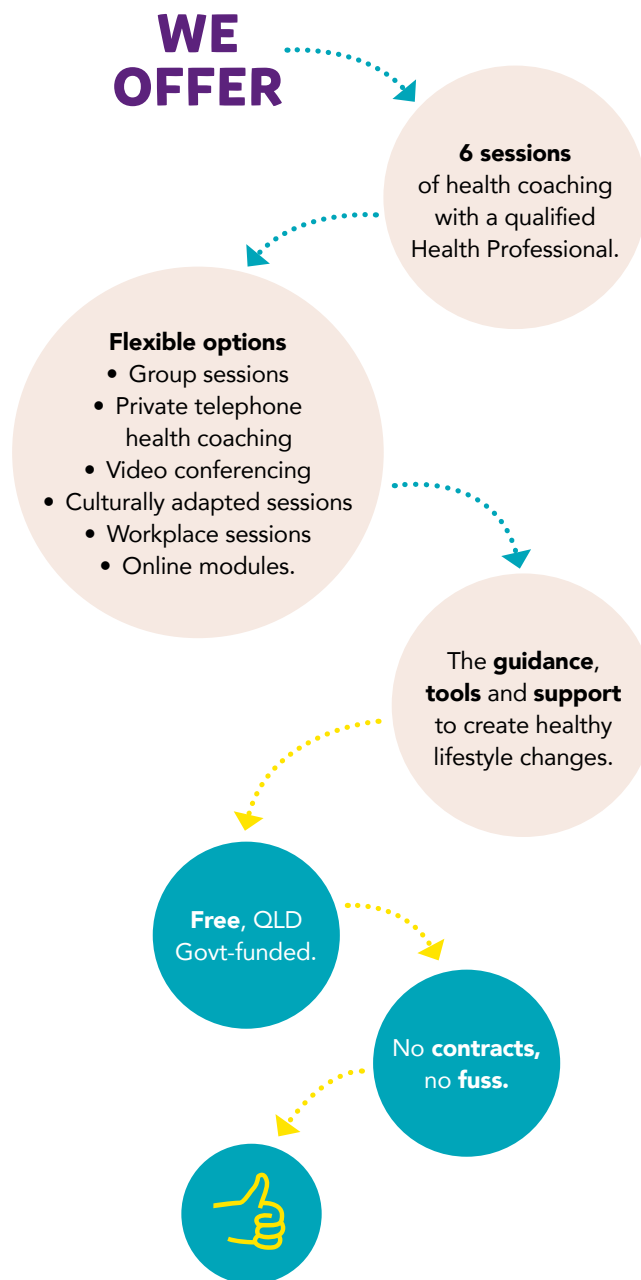 WE
OFFER
6 sessions
of health coaching
with a qualified
Health Professional.
Flexible options
• Group sessions
• Private telephone
health coaching
• Video conferencing
• Culturally adapted sessions
• Workplace sessions
• Online modules.
The guidance,
tools and support
to create healthy
lifestyle changes.
Free, QLD
Govt-funded.
No contracts,
no fuss.